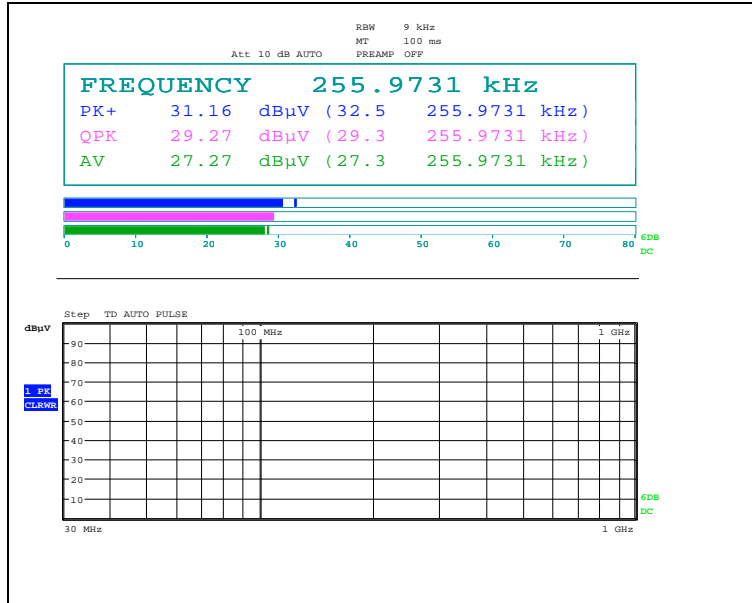 RBW 9 kHz
MT 100 ms
Att 10 dB AUTO PREAMP OFF
FREQUENCY 255.9731 kHz
PK+ 31.16 dBµV (32.5 255.9731 kHz)
QPK 29.27 dBµV (29.3 255.9731 kHz)
AV 27.27 dBµV (27.3 255.9731 kHz)
0 10 20 30 40 50 60 70 80
6DB
DC
Step TD AUTO PULSE
dBµV
100 MHz 1 GHz
90
80
70
1 PK
CLRWR
60
50
40
30
20
10
6DB
DC
30 MHz 1 GHz